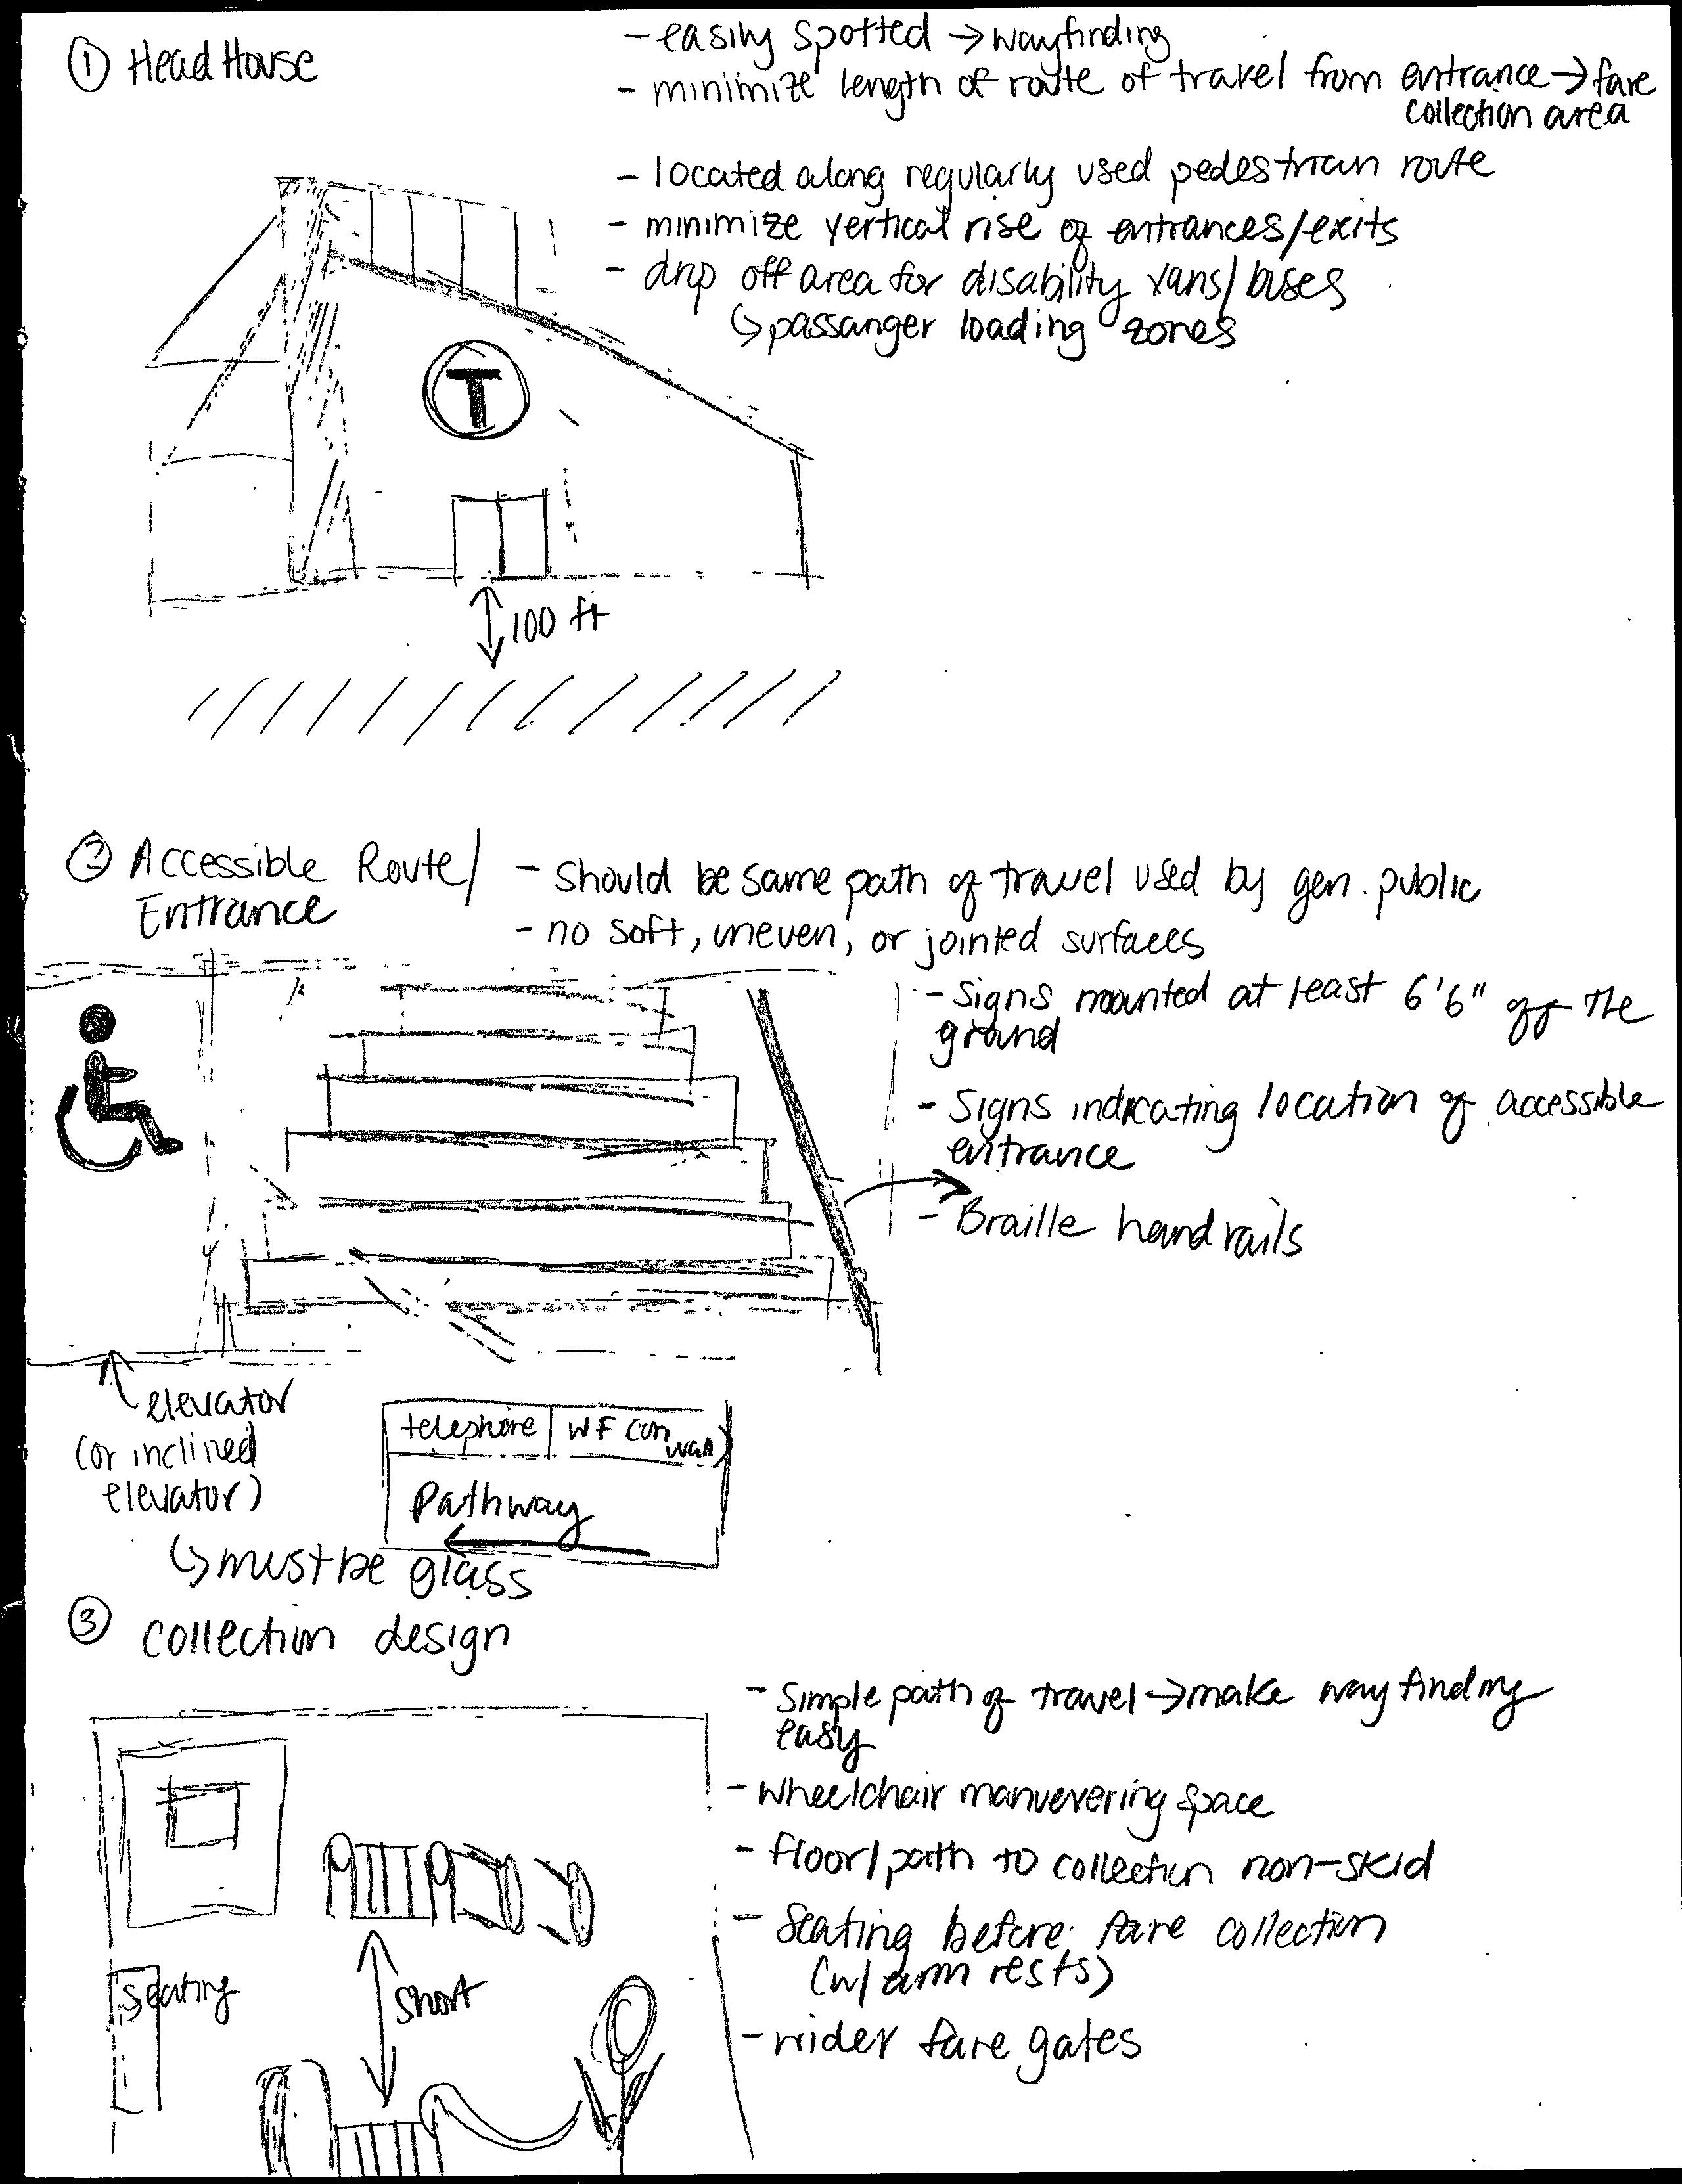 ① Head House
- easily spotted → wayfinding
- minimize length of route of travel from entrance → fare
collection area
- located along regularly used pedestrian route
- minimize vertical rise of entrances/exits
- drop off area for disability vans/buses
↳ passanger loading zones
T
100 ft
② Accessible Route/
Entrance
- should be same path of travel used by gen. public
- no soft, uneven, or jointed surfaces
- Signs mounted at least 6'6" off the
ground
- Signs indicating location of accessible
entrance
- Braille handrails
elevator
(or inclined
elevator)
↳ must be glass
telephone | WF (on
wall)
Pathway
③ collection design
- simple path of travel → make wayfinding
easy
- wheelchair manuevering space
- floor/path to collection non-skid
- Seating before fare collection
(w/ arm rests)
- wider fare gates
seating
short